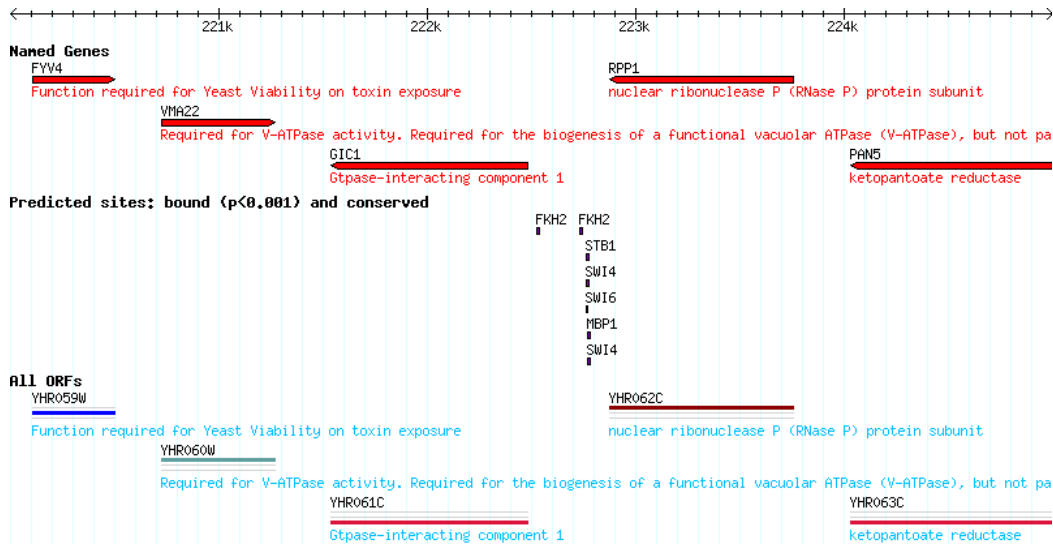 221k 222k 223k 224k
Named Genes
FYV4 RPP1
Function required for Yeast Viability on toxin exposure nuclear ribonuclease P (RNase P) protein subunit
VMA22
Required for V-ATPase activity. Required for the biogenesis of a functional vacuolar ATPase (V-ATPase), but not pa
GIC1 PAN5
Gtpase-interacting component 1 ketopantoate reductase
Predicted sites: bound (p<0.001) and conserved
FKH2 FKH2
STB1
SWI4
SWI6
MBP1
SWI4
All ORFs
YHR059W YHR062C
Function required for Yeast Viability on toxin exposure nuclear ribonuclease P (RNase P) protein subunit
YHR060W
Required for V-ATPase activity. Required for the biogenesis of a functional vacuolar ATPase (V-ATPase), but not pa
YHR061C YHR063C
Gtpase-interacting component 1 ketopantoate reductase